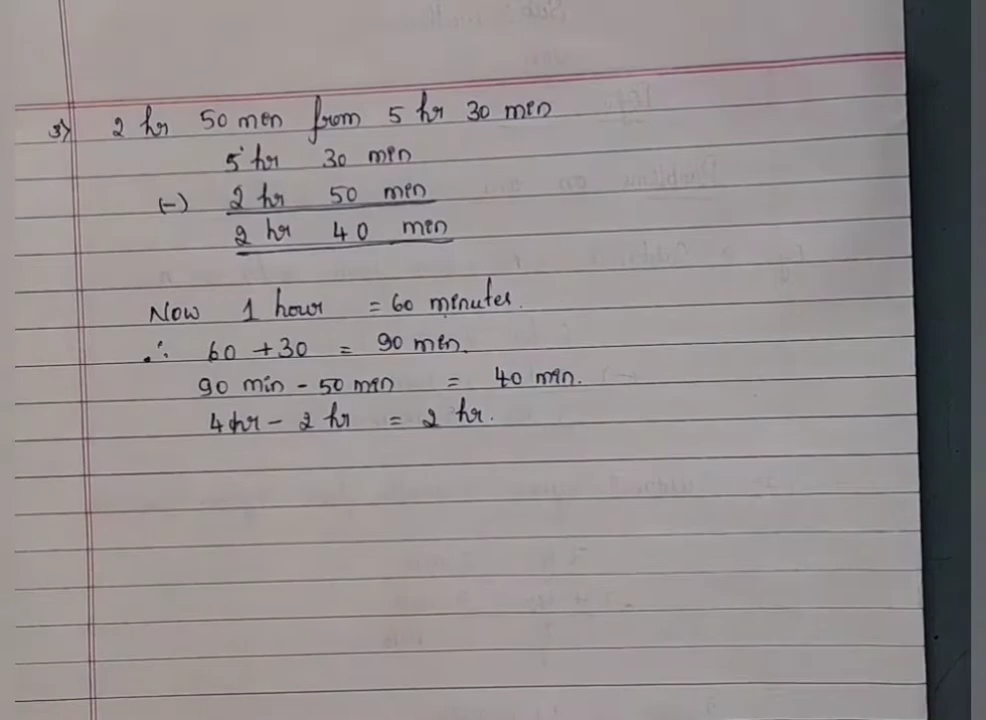 3) 2 hr 50 min from 5 hr 30 min
5 hr 30 min
(-) 2 hr 50 min
2 hr 40 min
Now 1 hour = 60 minutes.
∴ 60 + 30 = 90 min.
90 min - 50 min = 40 min.
4 hr - 2 hr = 2 hr.